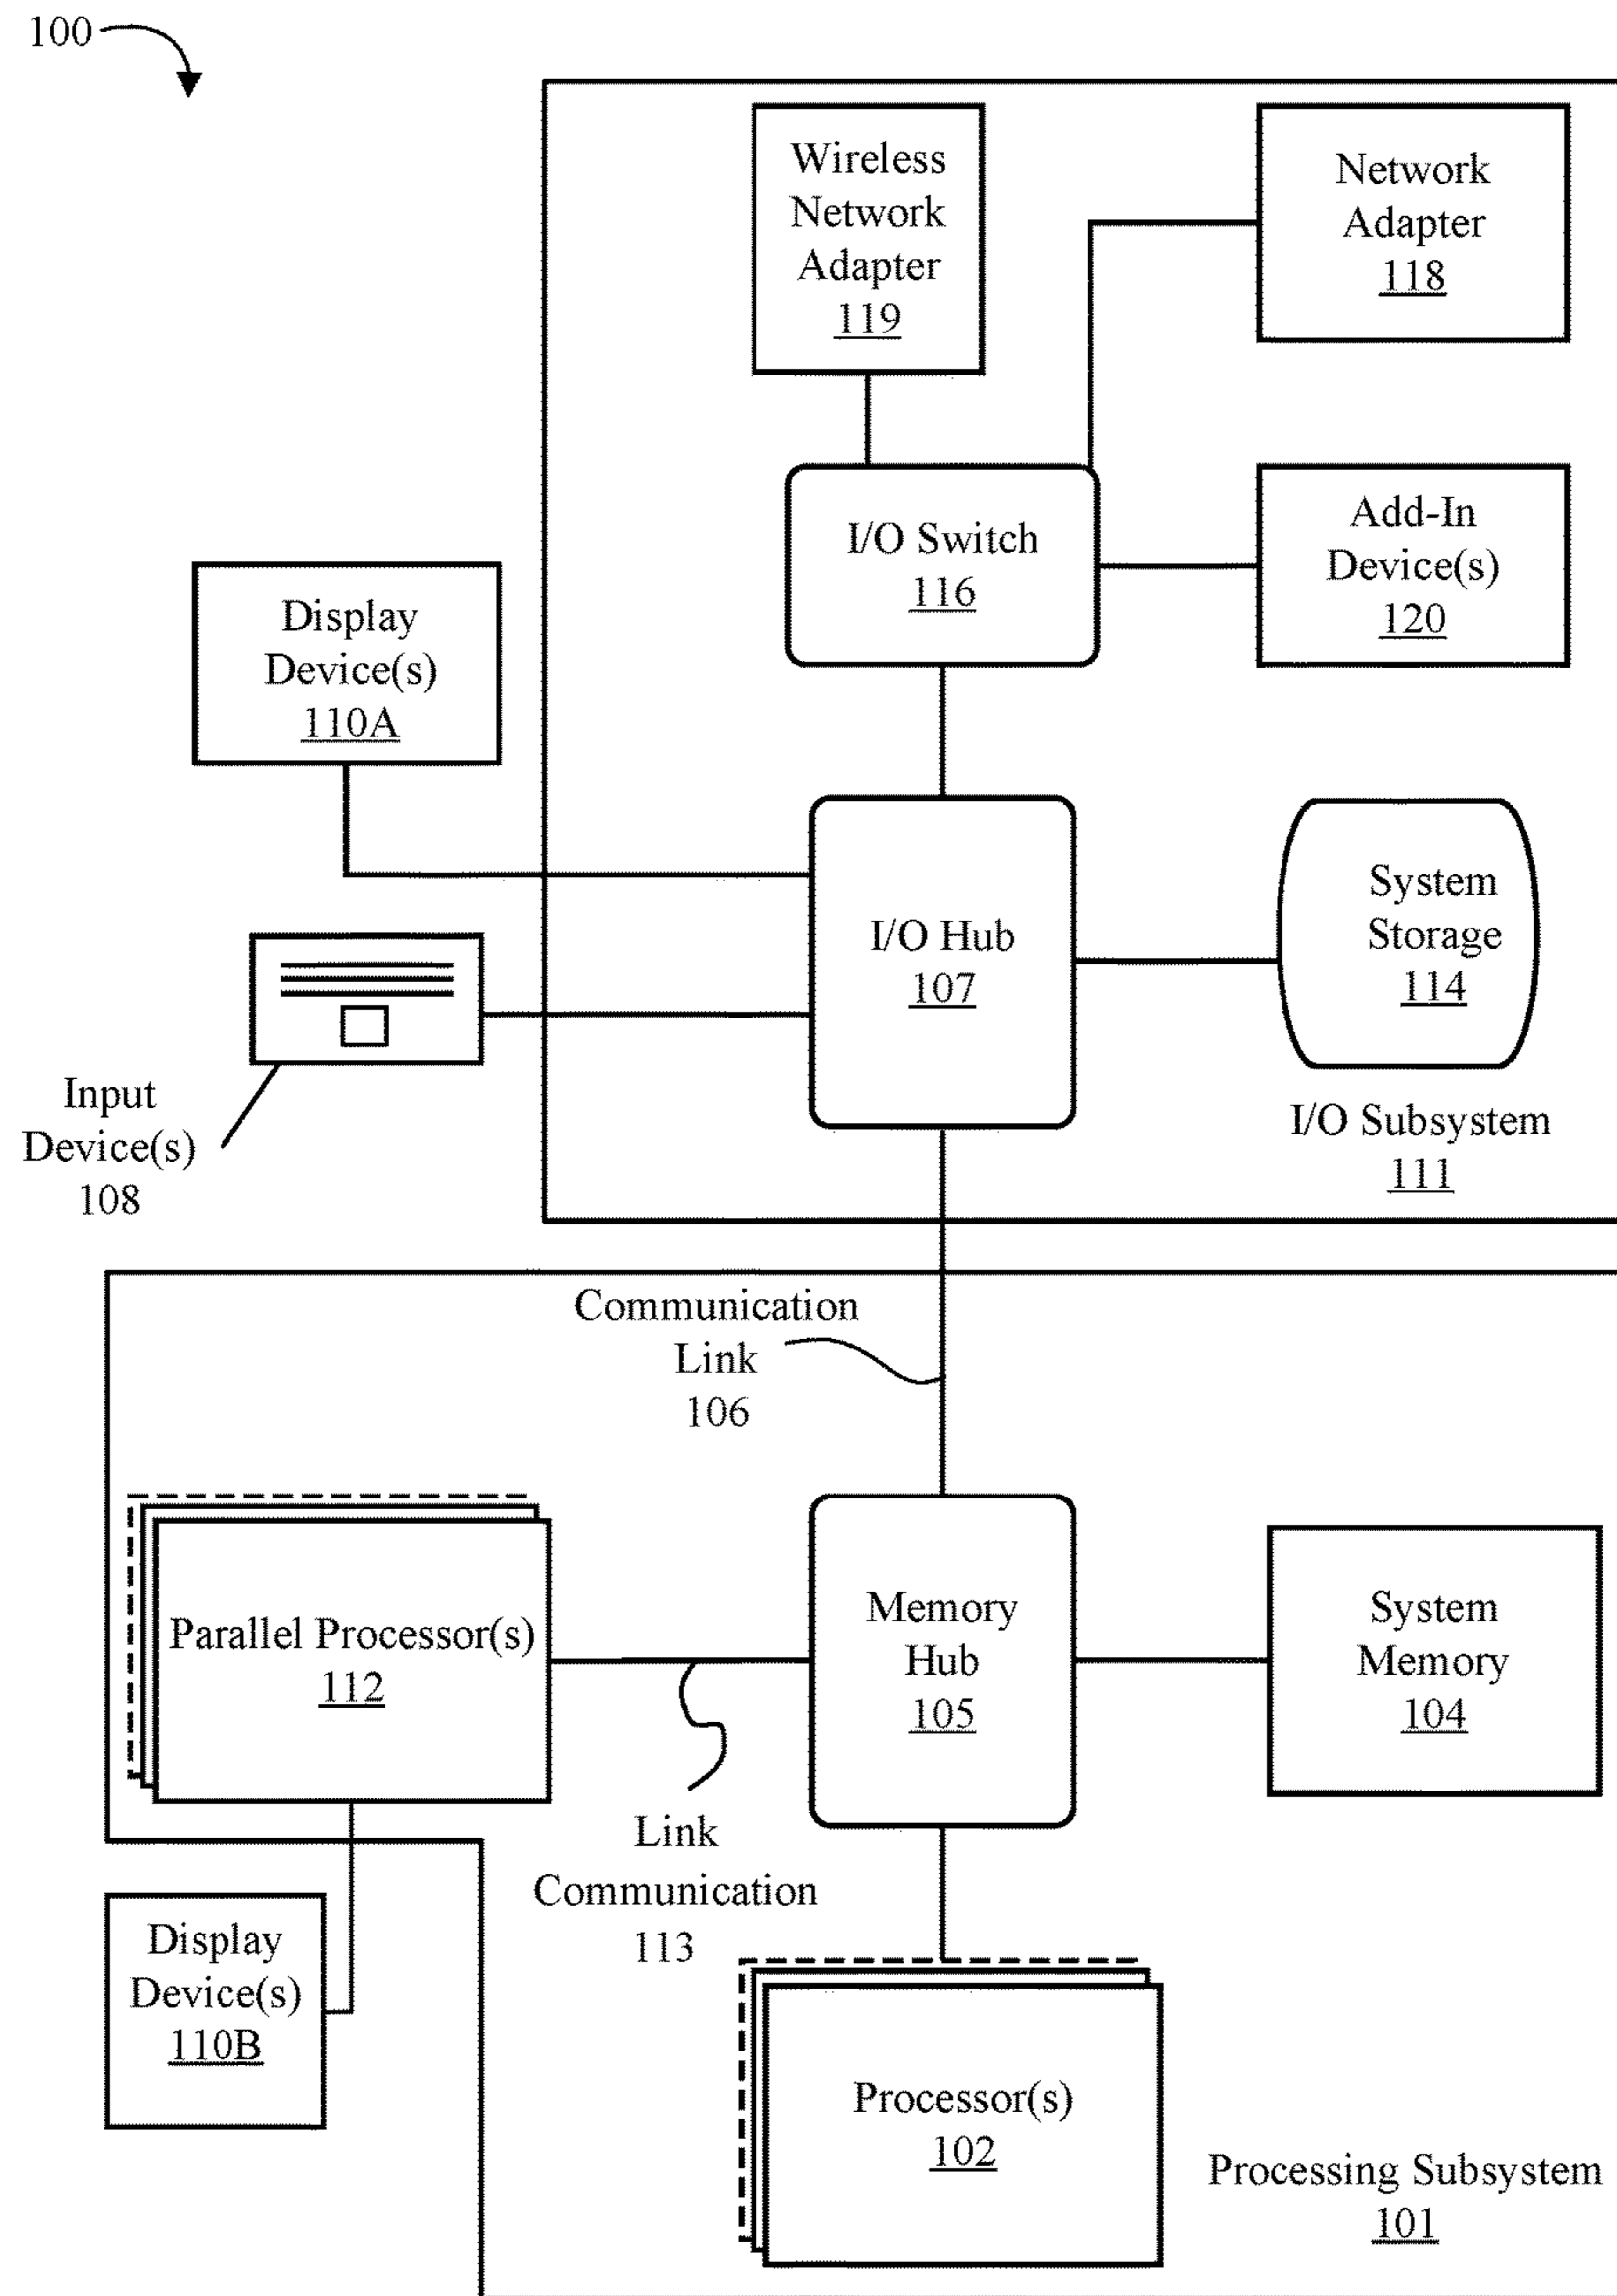 100
Wireless
Network
Adapter
119
Network
Adapter
118
I/O Switch
116
Add-In
Device(s)
120
Display
Device(s)
110A
I/O Hub
107
System
Storage
114
Input
Device(s)
108
I/O Subsystem
111
Communication
Link
106
Parallel Processor(s)
112
Memory
Hub
105
System
Memory
104
Link
Communication
113
Display
Device(s)
110B
Processor(s)
102
Processing Subsystem
101